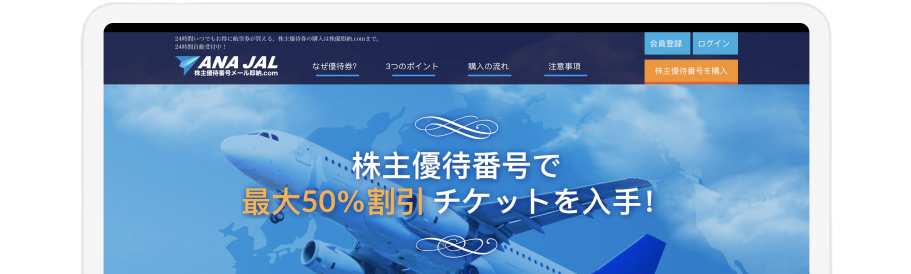 24時間いつでもお得に航空券が買える。株主優待券の購入は株優即納.comまで。
24時間自動受付中！
会員登録
ログイン
ANA JAL
株主優待番号メール即納.com
なぜ優待券?
3つのポイント
購入の流れ
注意事項
株主優待番号を購入
株主優待番号で
最大50%割引 チケットを入手!